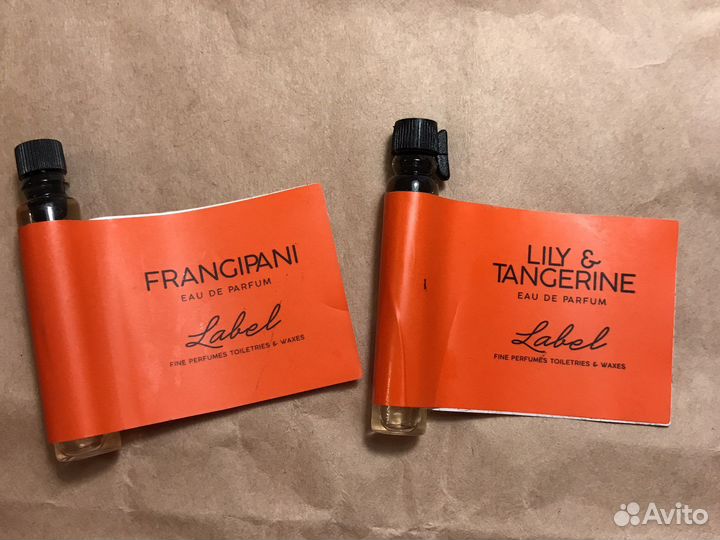 FRANGIPANI
EAU DE PARFUM
Label
FINE PERFUMES TOILETRIES & WAXES
LILY &
TANGERINE
EAU DE PARFUM
Label
FINE PERFUMES TOILETRIES & WAXES
Avito